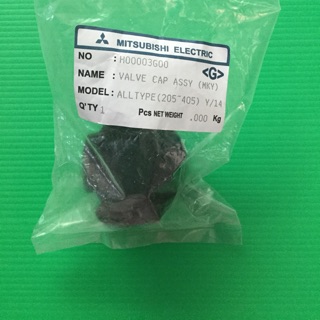 MITSUBISHI ELECTRIC
NO : H00003G00 <G>
NAME : VALVE CAP ASSY (MKY)
MODEL: ALLTYPE(205~405) Y/14
Q'TY 1 Pcs NET WEIGHT .000 Kg